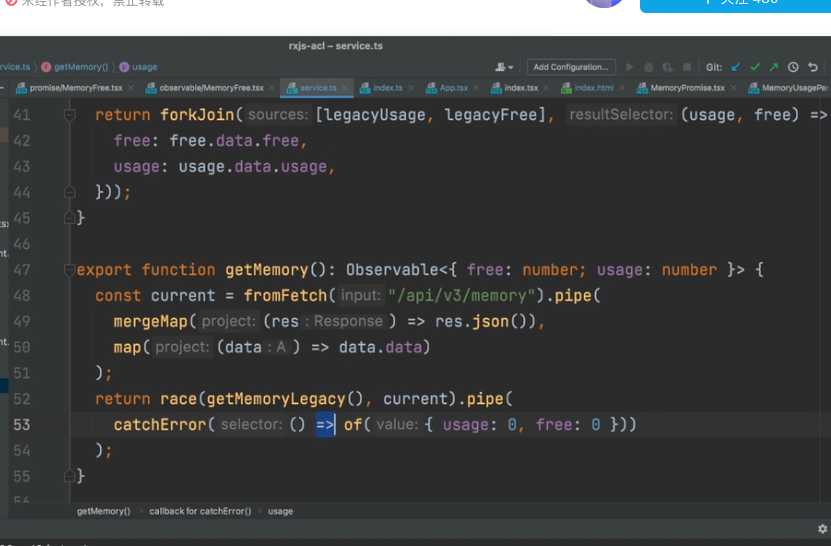 未经作者授权，禁止转载
关注 480
rxjs-acl – service.ts
rvice.ts getMemory() usage
Add Configuration... Git:
promise/MemoryFree.tsx observable/MemoryFree.tsx service.ts index.ts App.tsx index.tsx index.html MemoryPromise.tsx MemoryUsagePe
41 return forkJoin( sources: [legacyUsage, legacyFree], resultSelector: (usage, free) =>
42 free: free.data.free,
43 usage: usage.data.usage,
44 }));
45 }
46
47 export function getMemory(): Observable<{ free: number; usage: number }> {
48 const current = fromFetch( input: "/api/v3/memory").pipe(
49 mergeMap( project: (res : Response ) => res.json()),
50 map( project: (data : A ) => data.data)
51 );
52 return race(getMemoryLegacy(), current).pipe(
53 catchError( selector: () => of( value: { usage: 0, free: 0 }))
54 );
55 }
56
getMemory() callback for catchError() usage